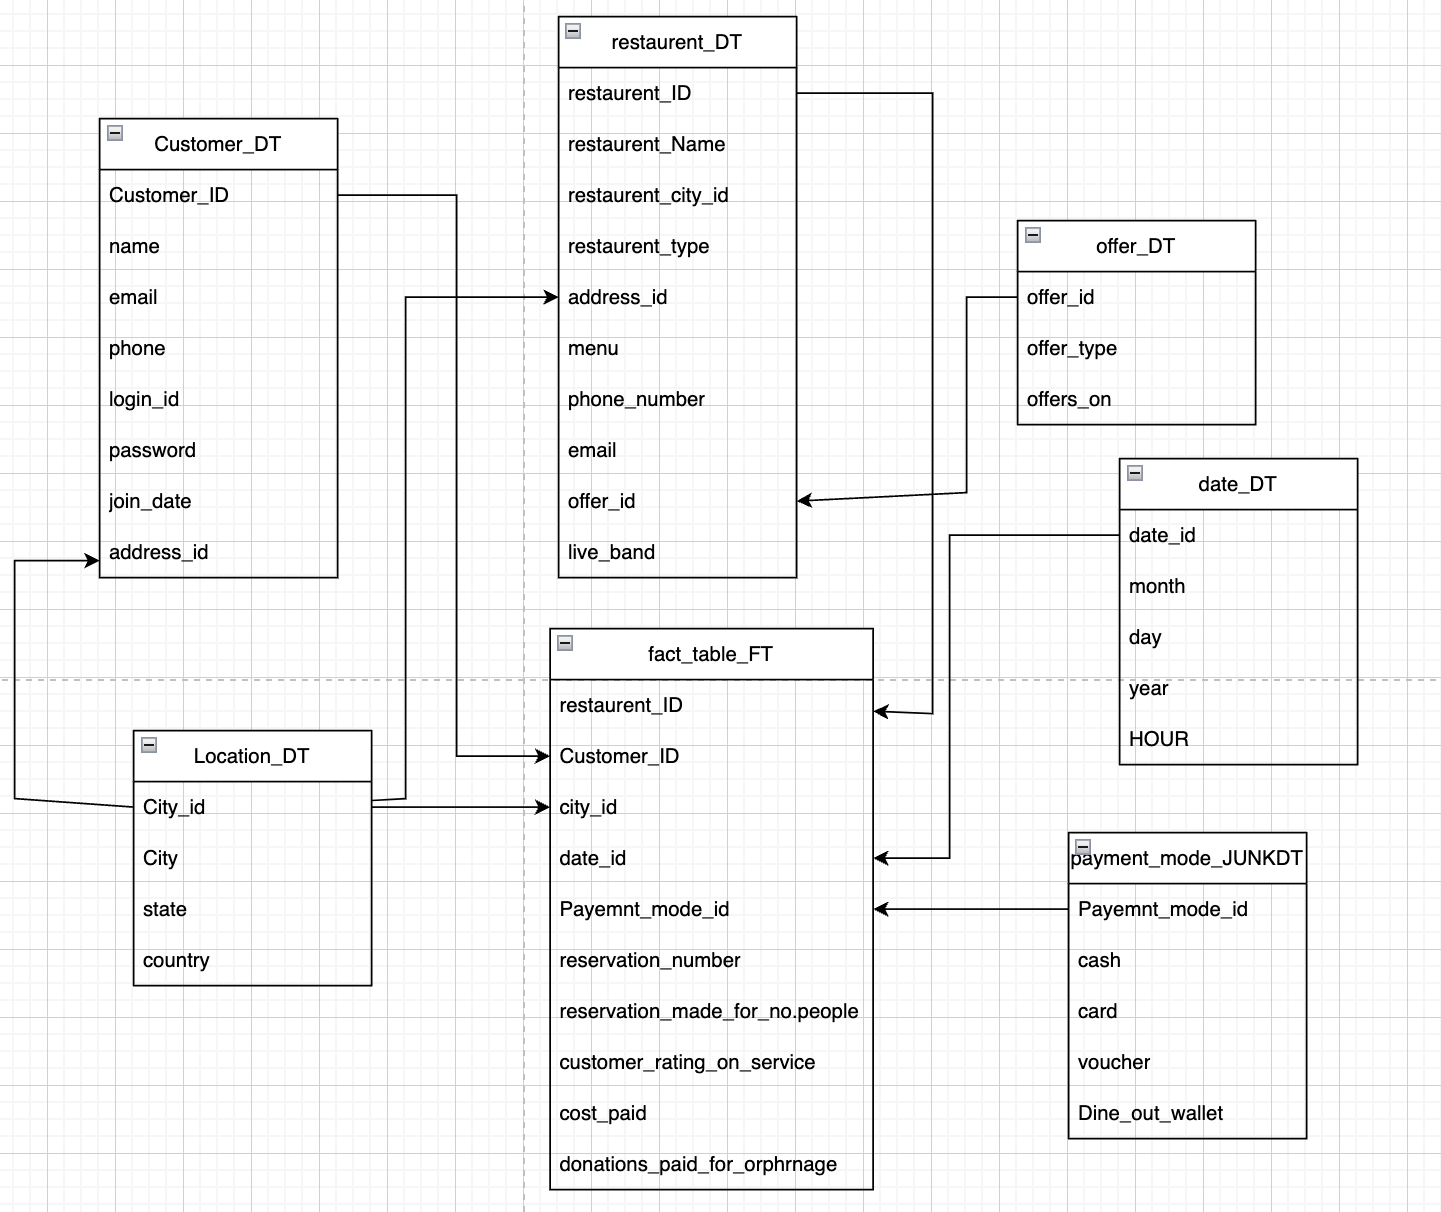 restaurent_DT
restaurent_ID
restaurent_Name
restaurent_city_id
restaurent_type
address_id
menu
phone_number
email
offer_id
live_band
Customer_DT
Customer_ID
name
email
phone
login_id
password
join_date
address_id
offer_DT
offer_id
offer_type
offers_on
date_DT
date_id
month
day
year
HOUR
fact_table_FT
restaurent_ID
Customer_ID
city_id
date_id
Payemnt_mode_id
reservation_number
reservation_made_for_no.people
customer_rating_on_service
cost_paid
donations_paid_for_orphrnage
Location_DT
City_id
City
state
country
payment_mode_JUNKDT
Payemnt_mode_id
cash
card
voucher
Dine_out_wallet